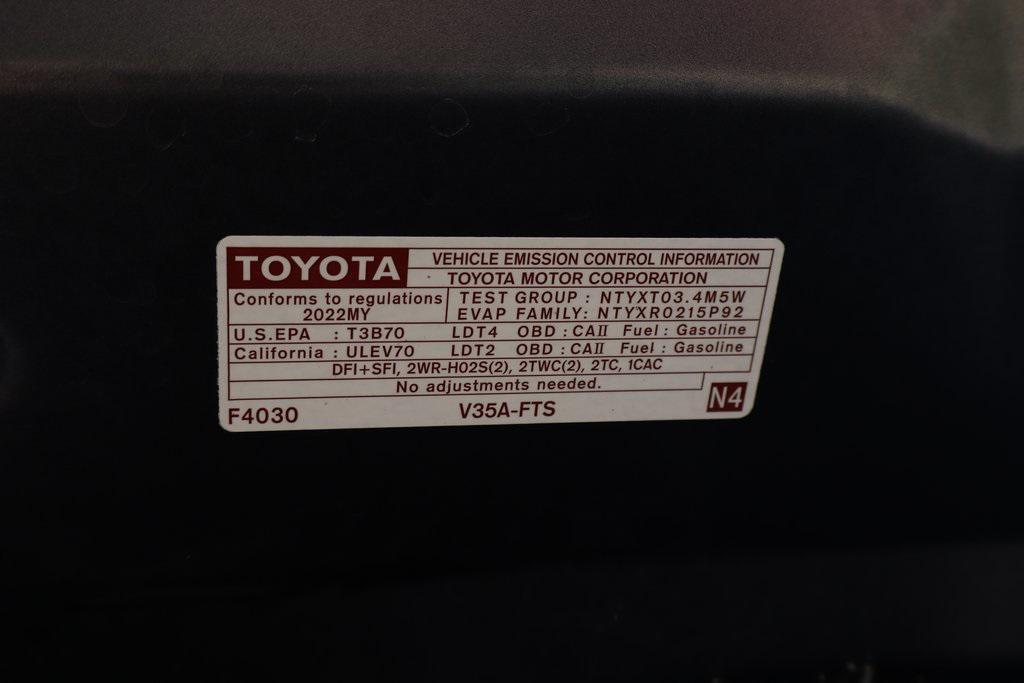 TOYOTA VEHICLE EMISSION CONTROL INFORMATION
TOYOTA MOTOR CORPORATION
Conforms to regulations TEST GROUP : NTYXT03.4M5W
2022MY EVAP FAMILY: NTYXR0215P92
U.S.EPA : T3B70 LDT4 OBD : CAII Fuel : Gasoline
California : ULEV70 LDT2 OBD : CAII Fuel : Gasoline
DFI+SFI, 2WR-HO2S(2), 2TWC(2), 2TC, 1CAC
No adjustments needed.
F4030 V35A-FTS N4